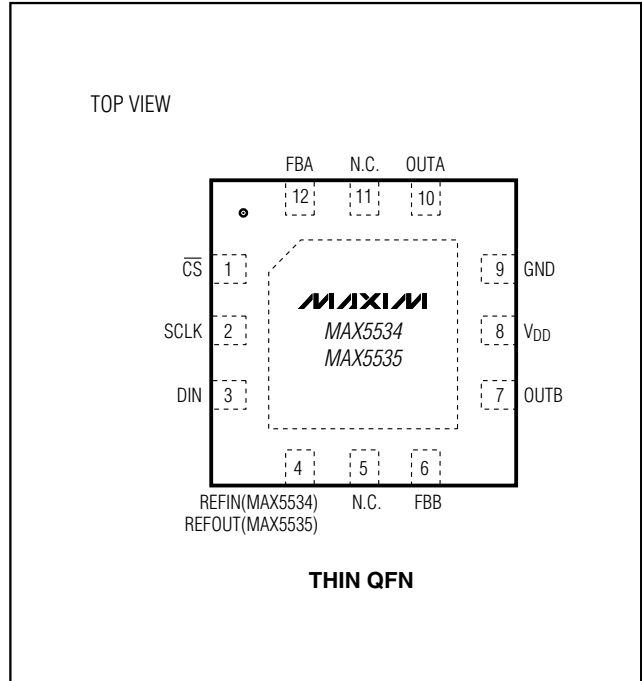 TOP VIEW
FBA N.C. OUTA
12 11 10
CS 1 9 GND
MAXIM
SCLK 2 MAX5534 8 VDD
MAX5535
DIN 3 7 OUTB
4 5 6
REFIN(MAX5534) N.C. FBB
REFOUT(MAX5535)
THIN QFN